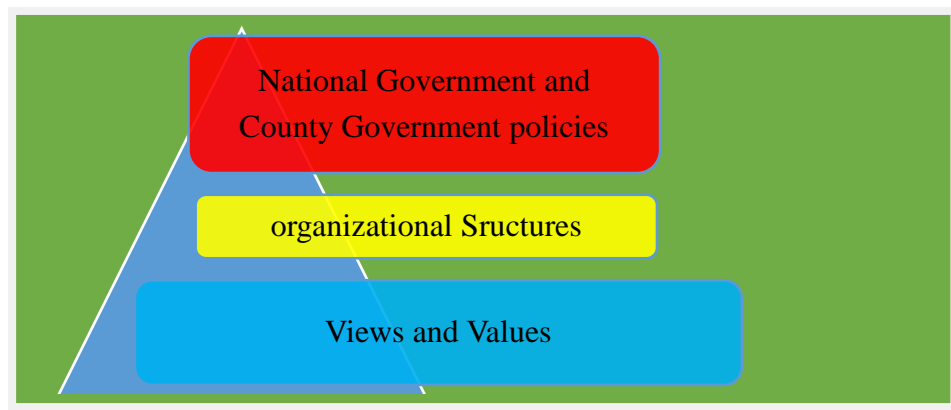 National Government and
County Government policies
organizational Sructures
Views and Values